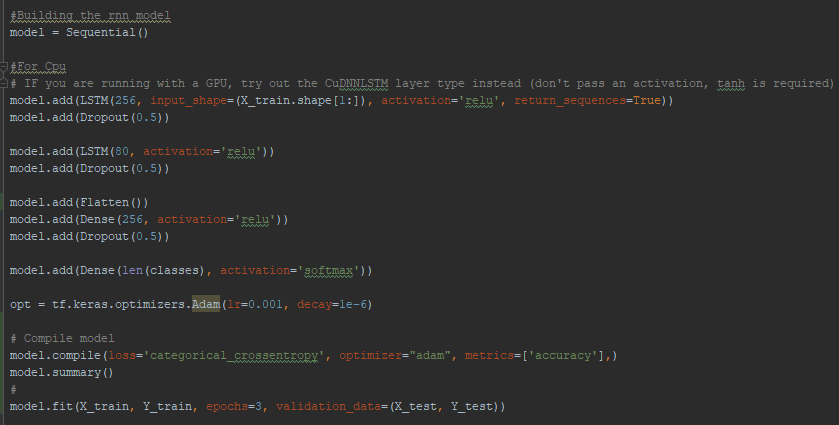 #Building the rnn model
model = Sequential()
#For Cpu
# IF you are running with a GPU, try out the CuDNNLSTM layer type instead (don't pass an activation, tanh is required)
model.add(LSTM(256, input_shape=(X_train.shape[1:]), activation='relu', return_sequences=True))
model.add(Dropout(0.5))
model.add(LSTM(80, activation='relu'))
model.add(Dropout(0.5))
model.add(Flatten())
model.add(Dense(256, activation='relu'))
model.add(Dropout(0.5))
model.add(Dense(len(classes), activation='softmax'))
opt = tf.keras.optimizers.Adam(lr=0.001, decay=1e-6)
# Compile model
model.compile(loss='categorical_crossentropy', optimizer="adam", metrics=['accuracy'],)
model.summary()
#
model.fit(X_train, Y_train, epochs=3, validation_data=(X_test, Y_test))